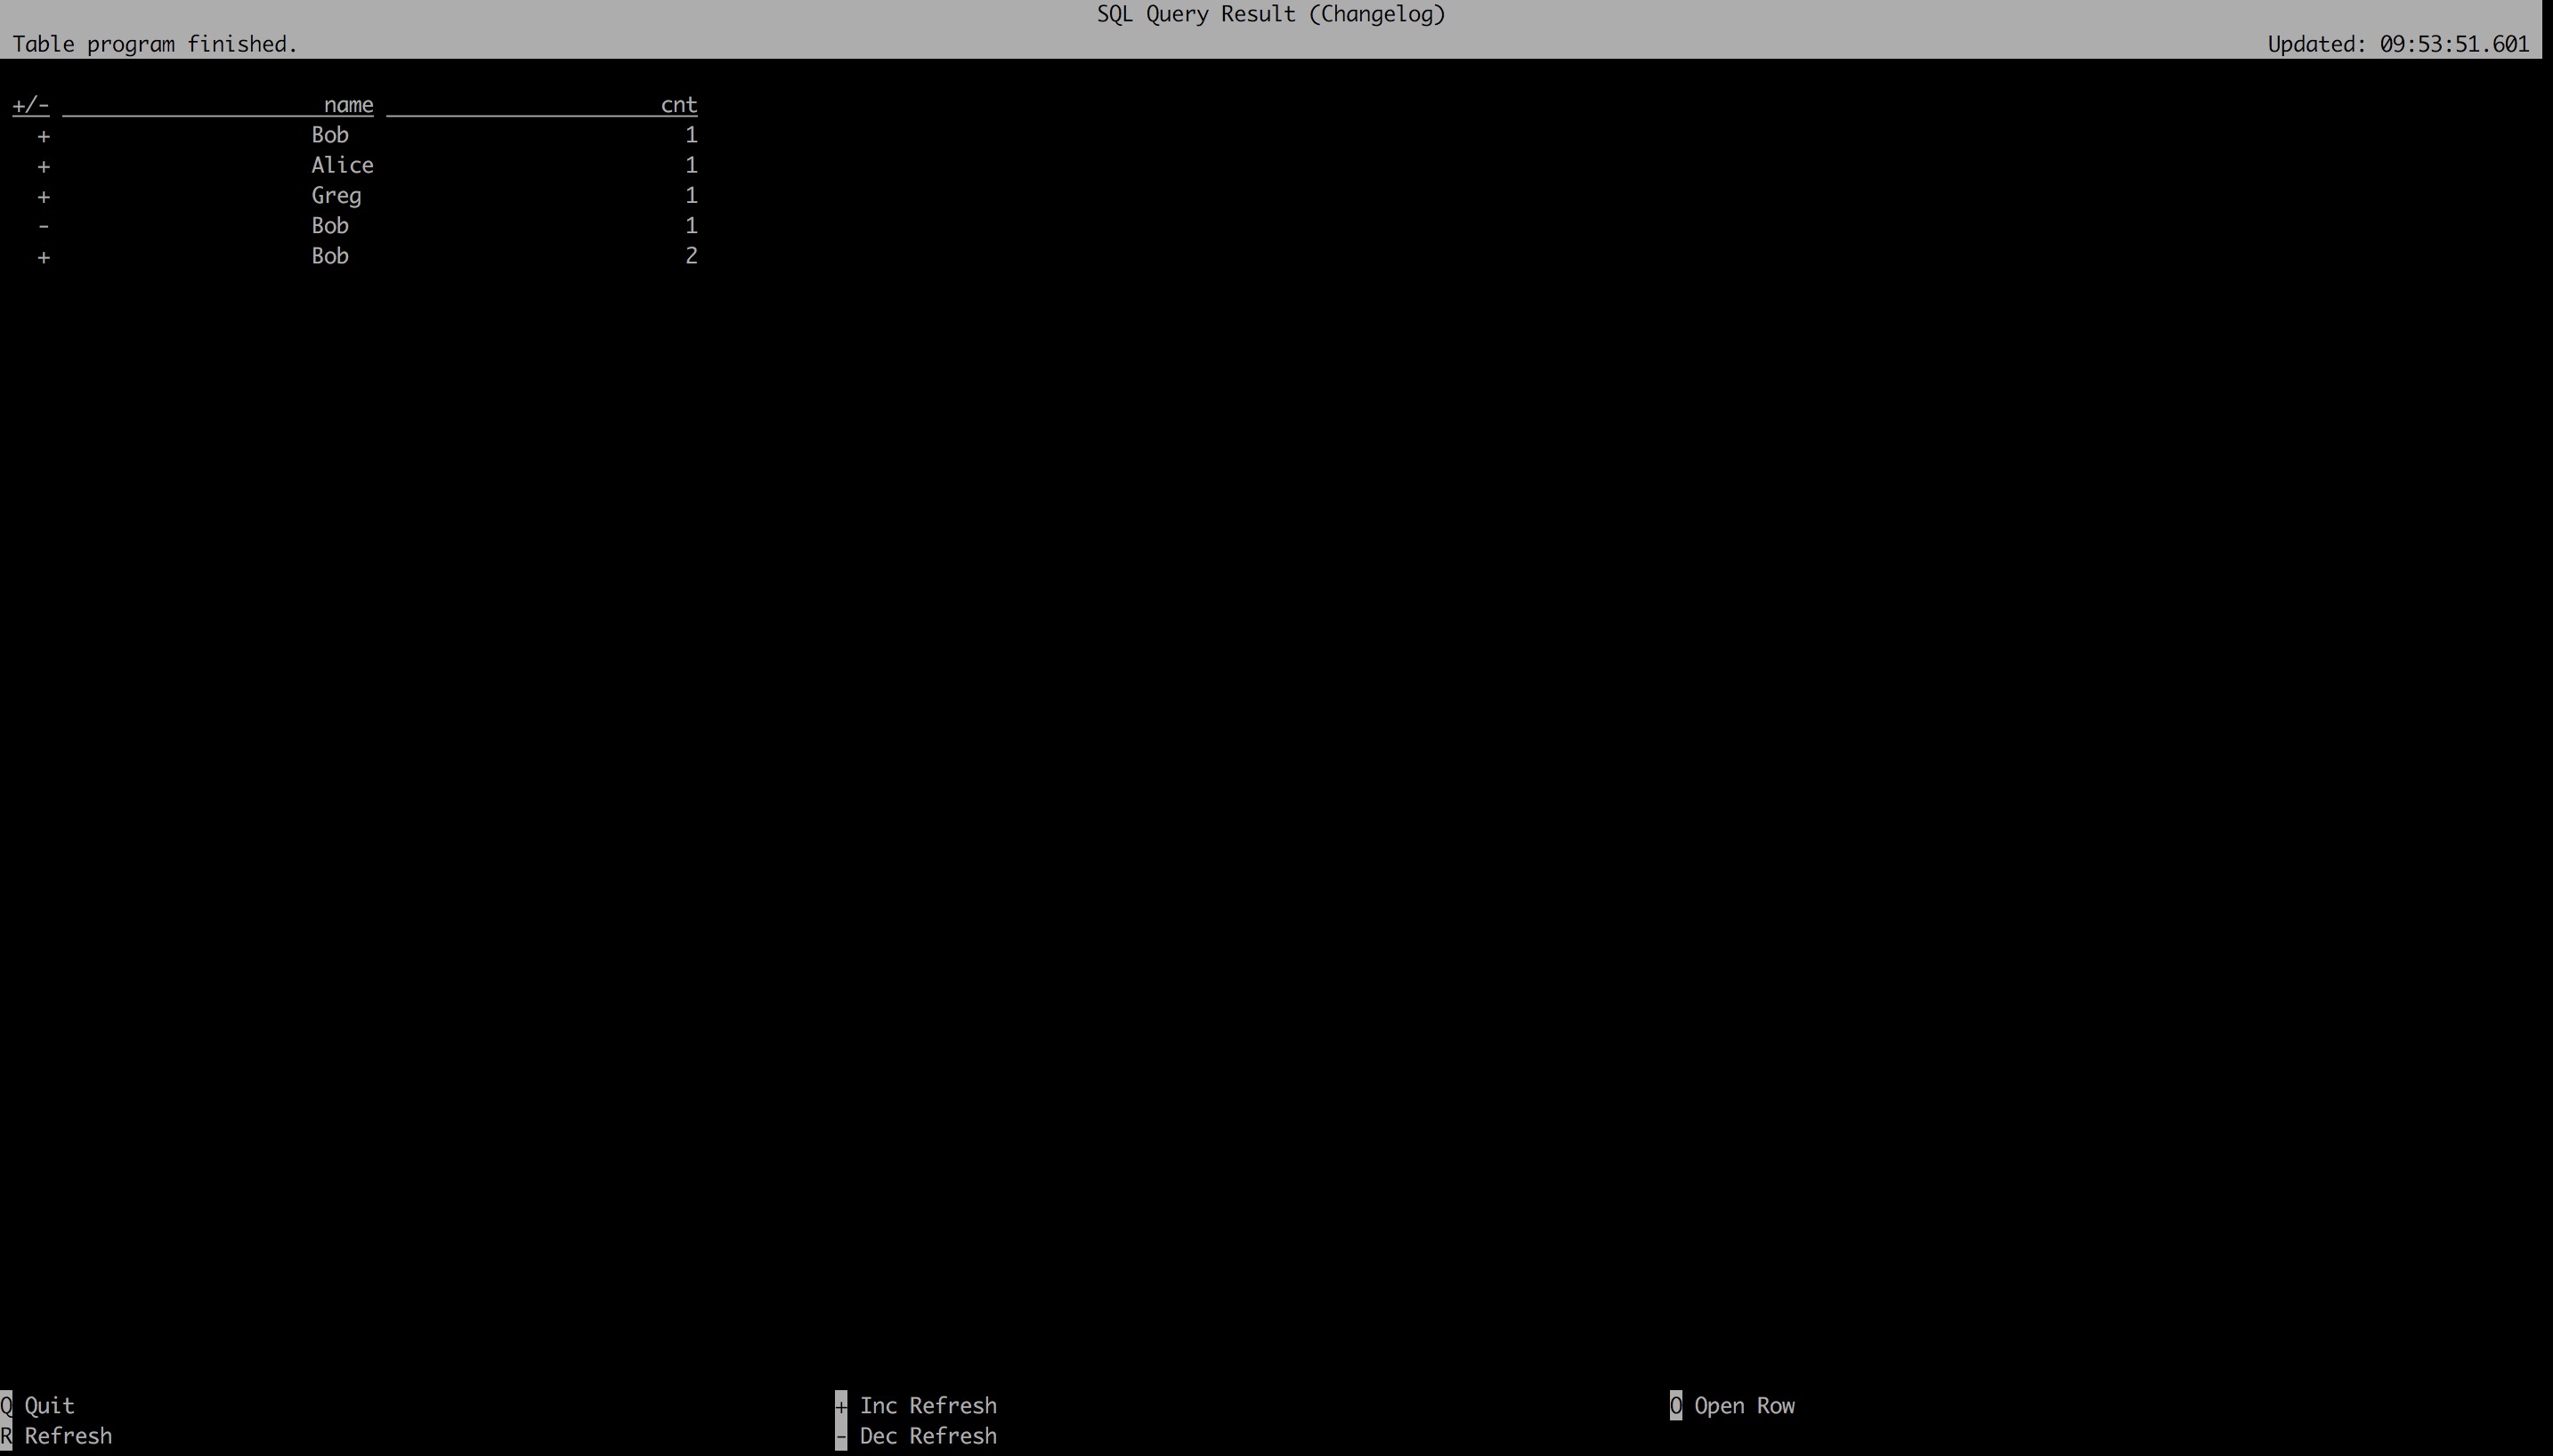 SQL Query Result (Changelog)
Table program finished. Updated: 09:53:51.601
+/- name cnt
+ Bob 1
+ Alice 1
+ Greg 1
- Bob 1
+ Bob 2
Q Quit + Inc Refresh O Open Row
R Refresh - Dec Refresh